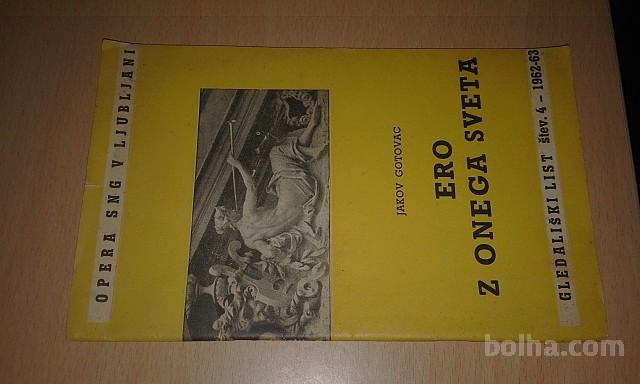 OPERA SNG V LJUBLJANI
JAKOV GOTOVAC
ERO
Z ONEGA SVETA
GLEDALIŠKI LIST štev. 4 – 1962-63
bolha.com